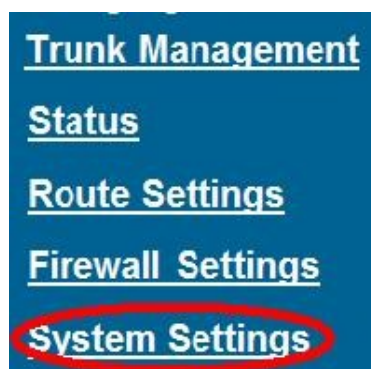 Trunk Management
Status
Route Settings
Firewall Settings
System Settings